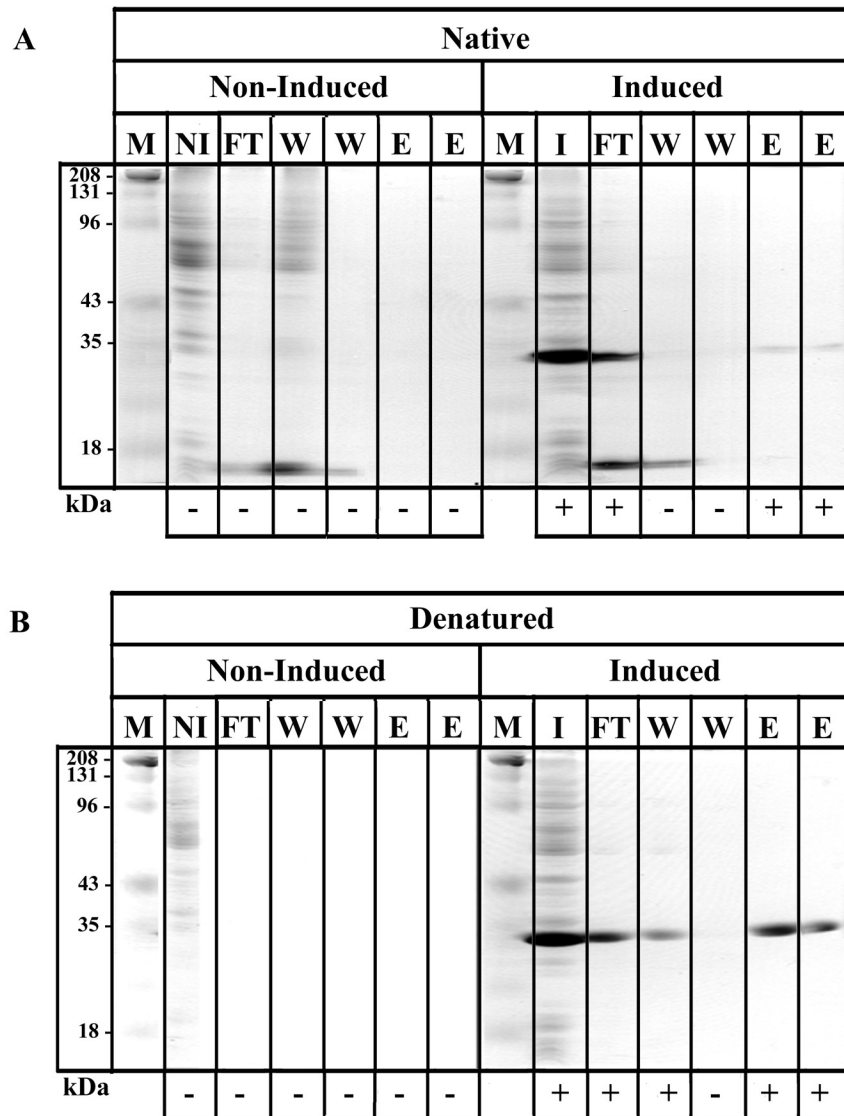 A
Native
Non-Induced Induced
M NI FT W W E E M I FT W W E E
208 -
131 -
96 -
43 -
35 -
18 -
kDa - - - - - - + + - - + +
B
Denatured
Non-Induced Induced
M NI FT W W E E M I FT W W E E
208 -
131 -
96 -
43 -
35 -
18 -
kDa - - - - - - + + + - + +